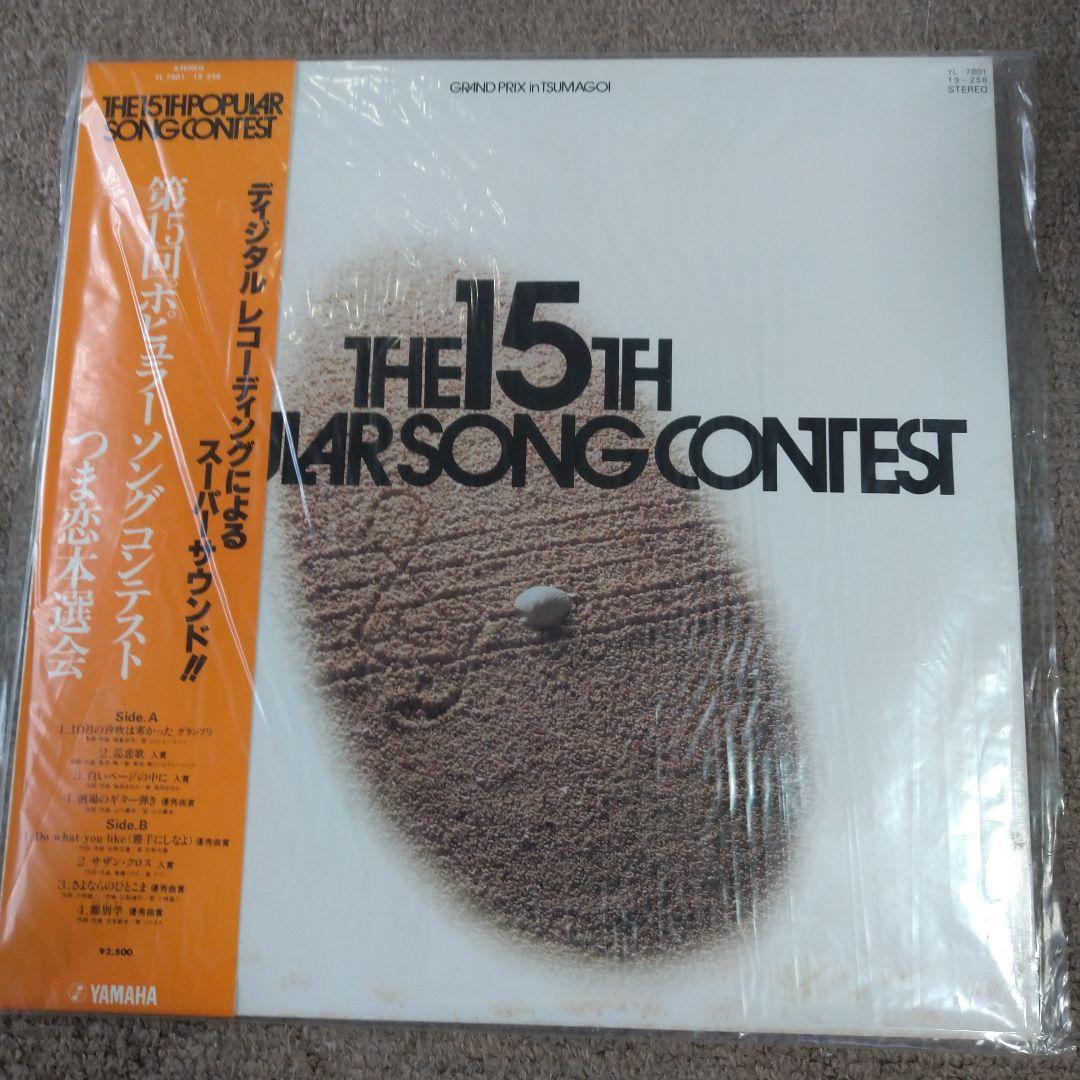 STEREO
YL 7801 19-258
THE 15TH POPULAR
SONG CONTEST
ディジタル レコーディングによる
スーパー サウンド!!
第15回ポピュラーソングコンテスト
つま恋本選会
Side.A
1.10月の汐吹は寒かった グランプリ
2.巡恋歌 入賞
3.白いページの中に 入賞
4.酒場のギター弾き 優秀曲賞
Side.B
1.Do what you like(勝手にしなよ) 優秀曲賞
2.サザン・クロス 入賞
3.さよならのひとこま 優秀曲賞
4.離別学 優秀曲賞
¥2,500
YAMAHA
GRAND PRIX in TSUMAGOI
YL-7801
19-258
STEREO
THE 15TH
ULAR SONG CONTEST